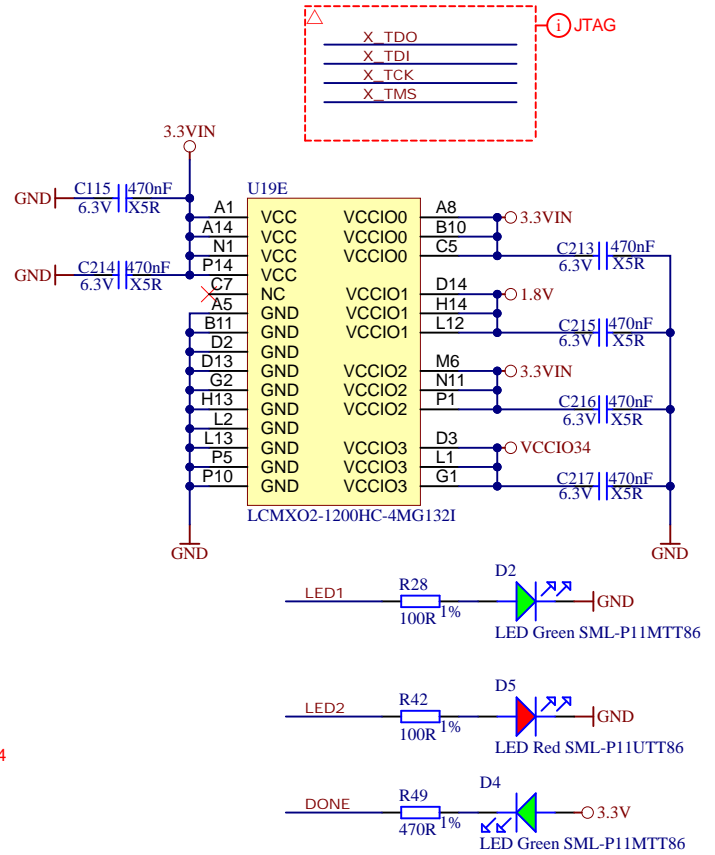 i JTAG
X_TDO
X_TDI
X_TCK
X_TMS
3.3VIN
GND C115 470nF
6.3V X5R
GND C214 470nF
6.3V X5R
U19E
A1 VCC VCCIO0 A8 3.3VIN
A14 VCC VCCIO0 B10
N1 VCC VCCIO0 C5 C213 470nF
P14 VCC 6.3V X5R
C7 NC VCCIO1 D14 1.8V
A5 GND VCCIO1 H14
B11 GND VCCIO1 L12 C215 470nF
D2 GND 6.3V X5R
D13 GND VCCIO2 M6 3.3VIN
G2 GND VCCIO2 N11
H13 GND VCCIO2 P1 C216 470nF
L2 GND 6.3V X5R
L13 GND VCCIO3 D3 VCCIO34
P5 GND VCCIO3 L1
P10 GND VCCIO3 G1 C217 470nF
6.3V X5R
LCMXO2-1200HC-4MG132I
GND
GND
LED1 R28 D2 GND
100R 1%
LED Green SML-P11MTT86
LED2 R42 D5 GND
100R 1%
LED Red SML-P11UTT86
4
DONE R49 D4 3.3V
470R 1%
LED Green SML-P11MTT86